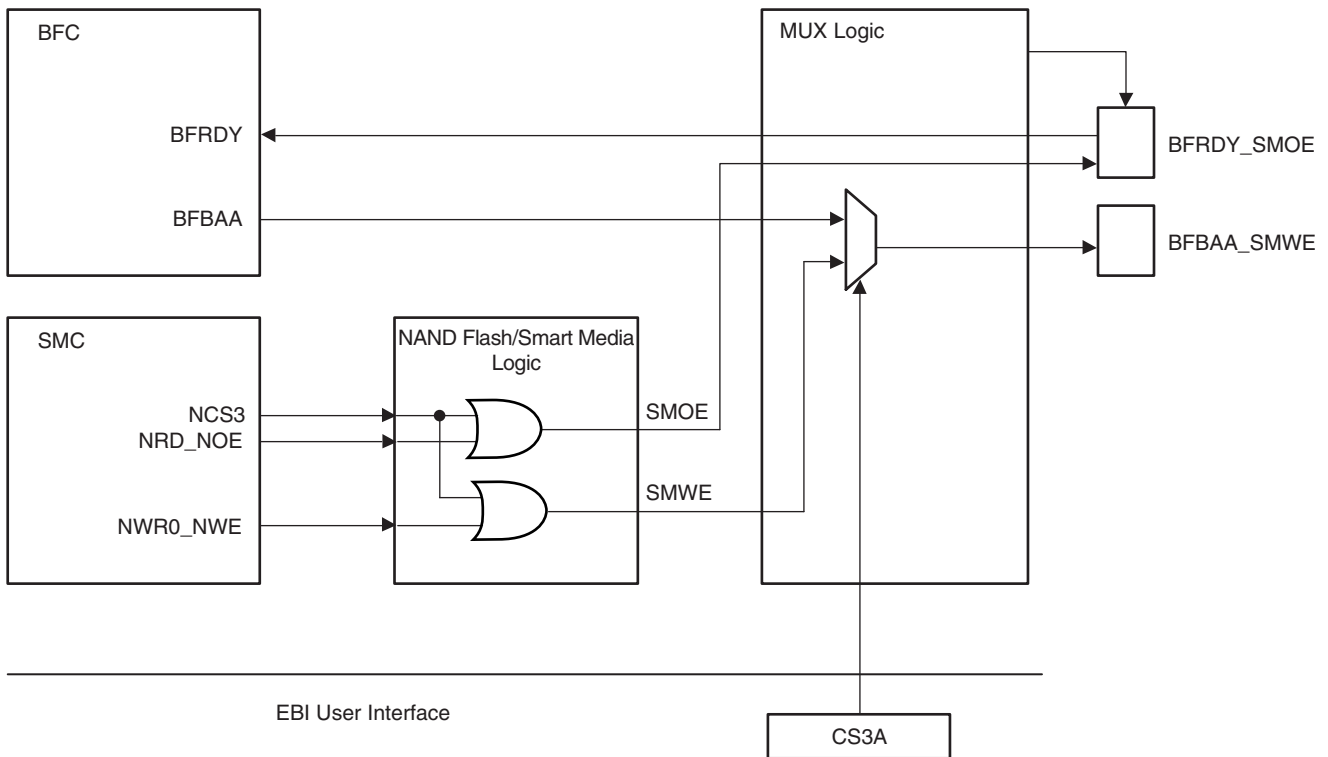 BFC
MUX Logic
BFRDY
BFRDY_SMOE
BFBAA
BFBAA_SMWE
SMC
NAND Flash/Smart Media
Logic
NCS3
SMOE
NRD_NOE
SMWE
NWR0_NWE
EBI User Interface
CS3A